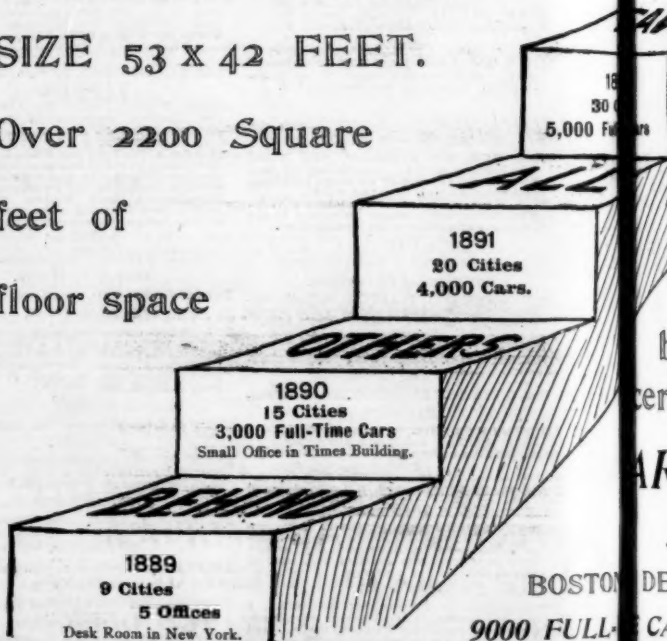 SIZE 53 X 42 FEET.
Over 2200 Square
feet of
floor space
30
5,000
ALL
1891
20 Cities
4,000 Cars.
OTHERS
1890
15 Cities
3,000 Full-Time Cars
Small Office in Times Building.
BEHIND
1889
9 Cities
5 Offices
Desk Room in New York.
BOSTON
9000 FULL-